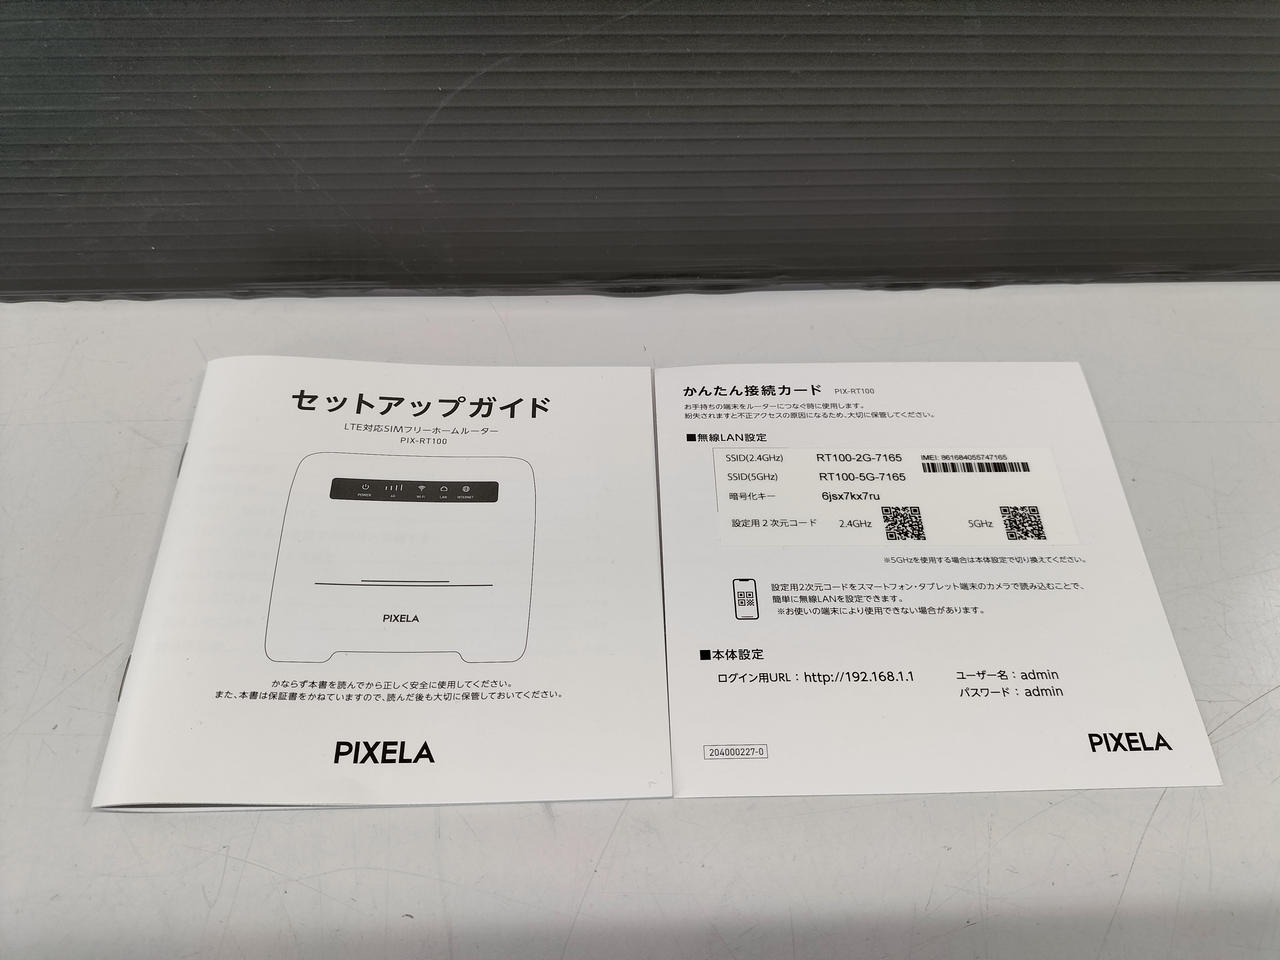 セットアップガイド
LTE対応SIMフリーホームルーター
PIX-RT100
POWER 4G Wi-Fi LAN INTERNET
PIXELA
かならず本書を読んでから正しく安全に使用してください。
また、本書は保証書をかねていますので、読んだ後も大切に保管しておいてください。
PIXELA
かんたん接続カード PIX-RT100
お手持ちの端末をルーターにつなぐ時に使用します。
紛失されますと不正アクセスの原因になるため、大切に保管してください。
■無線LAN設定
SSID(2.4GHz) RT100-2G-7165 IMEI: 861684055747165
SSID(5GHz) RT100-5G-7165
暗号化キー 6jsx7kx7ru
設定用２次元コード 2.4GHz 5GHz
※5GHzを使用する場合は本体設定で切り換えてください。
設定用2次元コードをスマートフォン・タブレット端末のカメラで読み込むことで、
簡単に無線LANを設定できます。
※お使いの端末により使用できない場合があります。
■本体設定
ログイン用URL：http://192.168.1.1 ユーザー名：admin
パスワード：admin
204000227-0
PIXELA